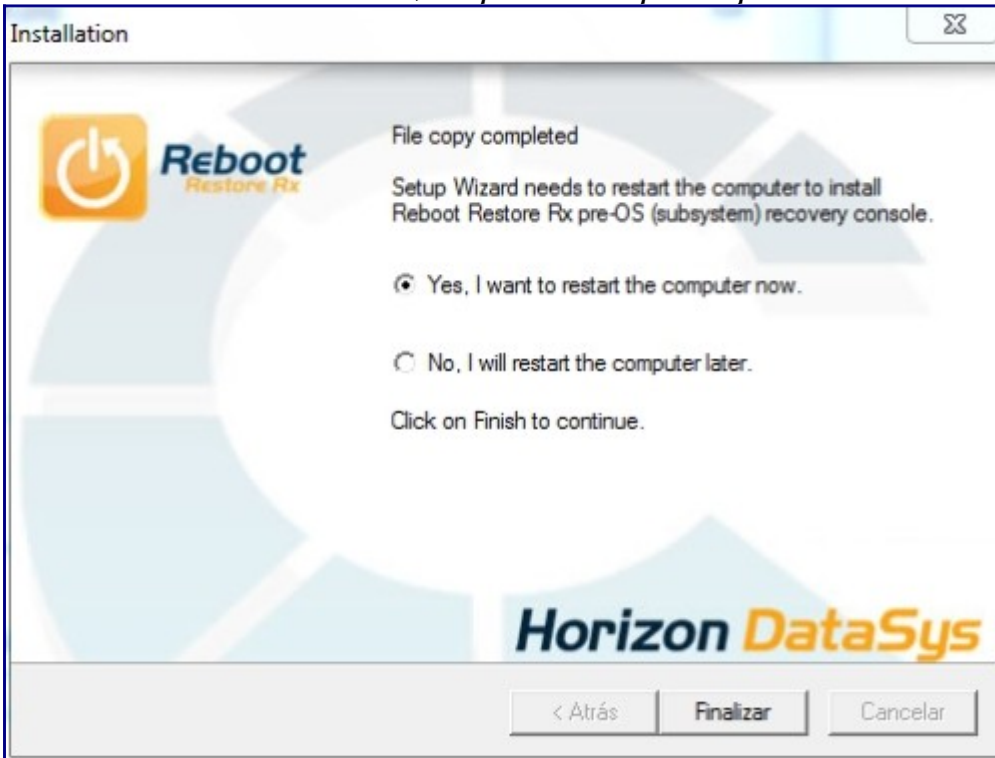 Installation
Reboot
Restore Rx
File copy completed
Setup Wizard needs to restart the computer to install
Reboot Restore Rx pre-OS (subsystem) recovery console.
Yes, I want to restart the computer now.
No, I will restart the computer later.
Click on Finish to continue.
Horizon DataSys
< Atrás
Finalizar
Cancelar